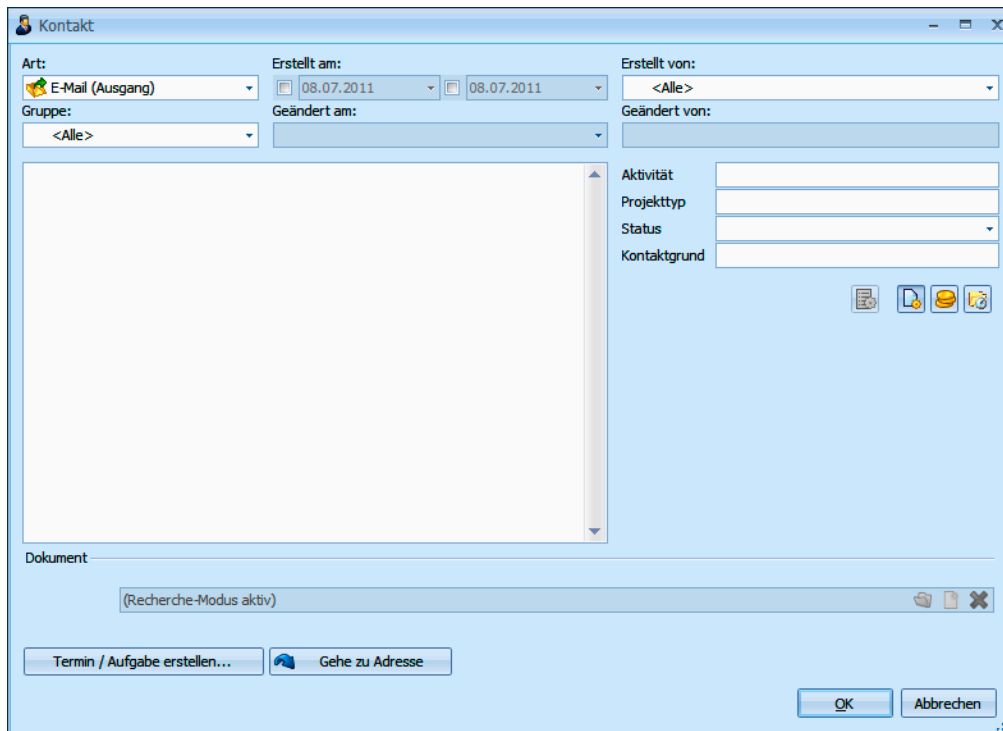 Kontakt
Art: Erstellt am: Erstellt von:
E-Mail (Ausgang) 08.07.2011 08.07.2011 <Alle>
Gruppe: Geändert am: Geändert von:
<Alle>
Aktivität
Projekttyp
Status
Kontaktgrund
Dokument
(Recherche-Modus aktiv)
Termin / Aufgabe erstellen... Gehe zu Adresse
OK Abbrechen